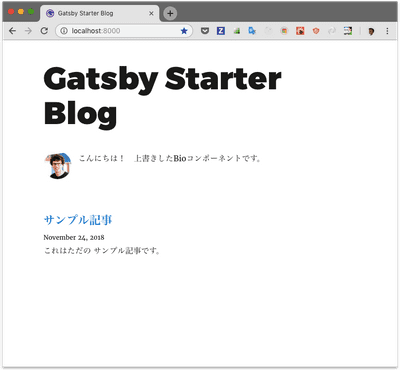 Gatsby Starter Blog
localhost:8000
Gatsby Starter
Blog
こんにちは！　上書きしたBioコンポーネントです。
サンプル記事
November 24, 2018
これはただの サンプル記事です。